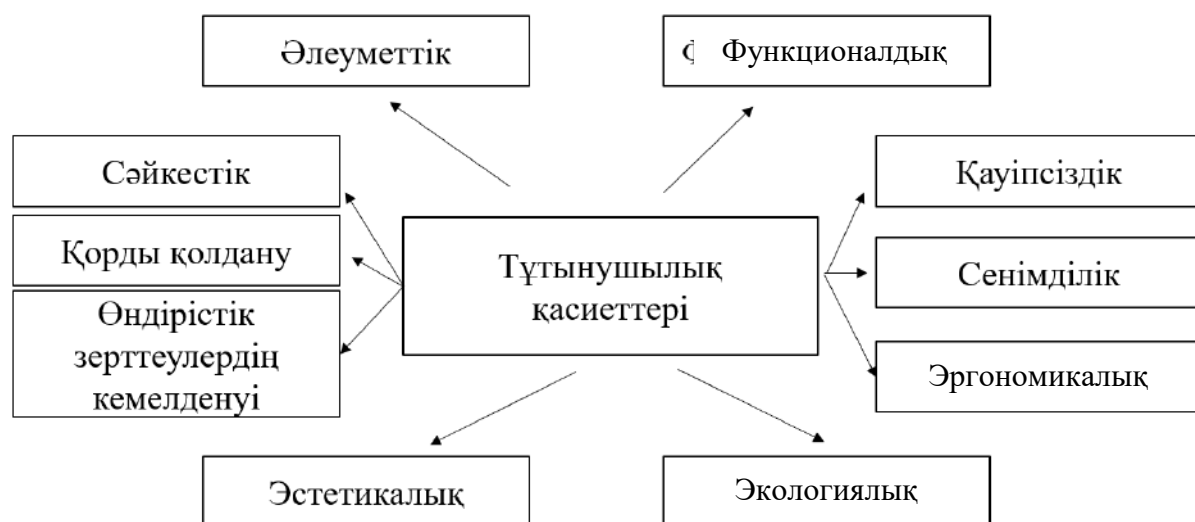 Әлеуметтік
Функционалдық
Сәйкестік
Қауіпсіздік
Қорды қолдану
Тұтынушылық
қасиеттері
Сенімділік
Өндірістік
зерттеулердің
кемелденуі
Эргономикалық
Эстетикалық
Экологиялық